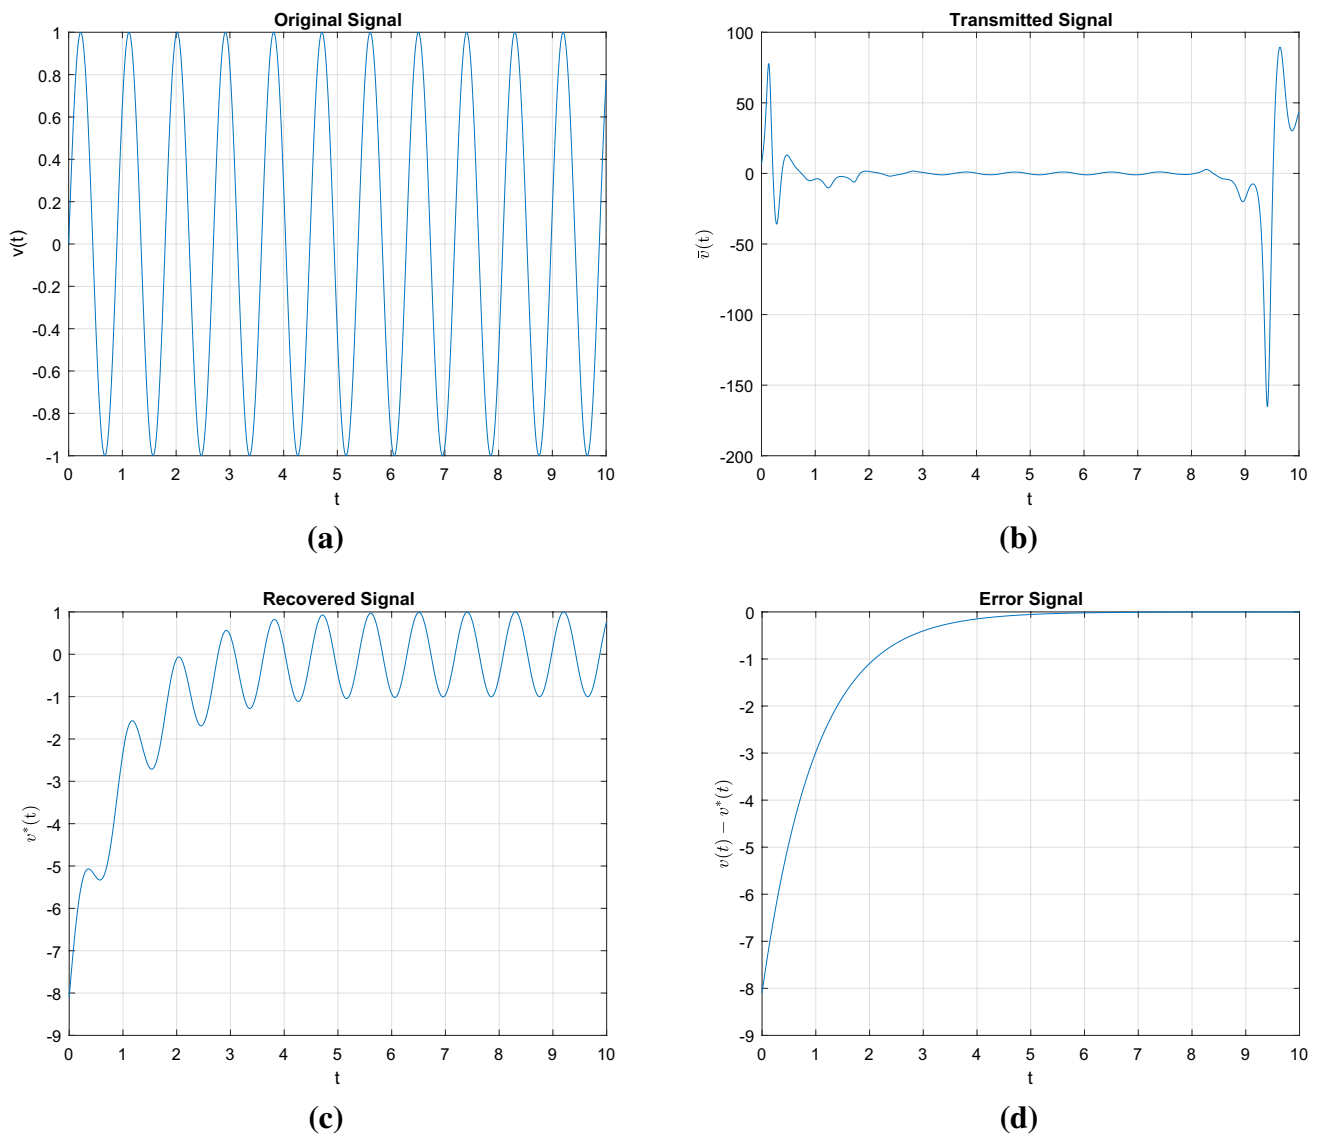 Original Signal
1
0.8
0.6
0.4
0.2
0
-0.2
-0.4
-0.6
-0.8
-1
v(t)
0 1 2 3 4 5 6 7 8 9 10
t
(a)
Transmitted Signal
100
50
0
-50
-100
-150
-200
v̄(t)
0 1 2 3 4 5 6 7 8 9 10
t
(b)
Recovered Signal
1
0
-1
-2
-3
-4
-5
-6
-7
-8
-9
v*(t)
0 1 2 3 4 5 6 7 8 9 10
t
(c)
Error Signal
0
-1
-2
-3
-4
-5
-6
-7
-8
-9
v(t) − v*(t)
0 1 2 3 4 5 6 7 8 9 10
t
(d)